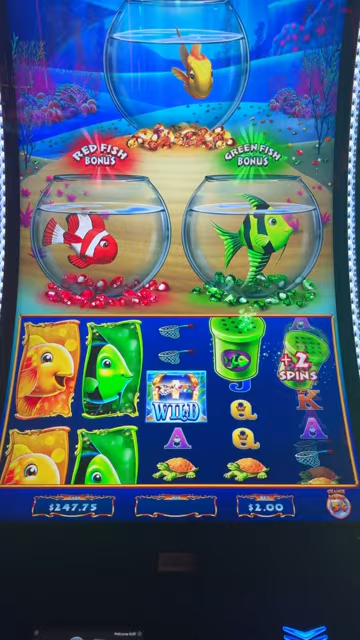 RED FISH
BONUS
GREEN FISH
BONUS
+2
SPINS
J
K
WILD
Q
A
A
Q
$247.75
$2.00